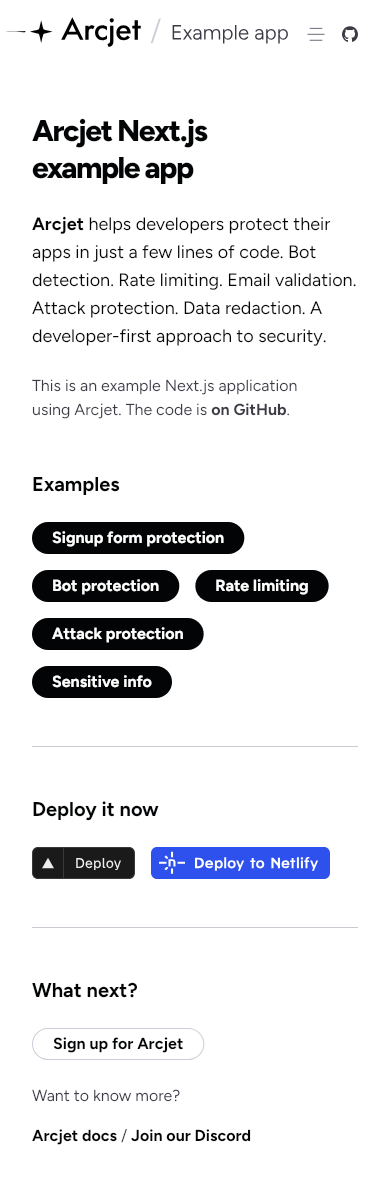 Arcjet / Example app
Arcjet Next.js
example app
Arcjet helps developers protect their
apps in just a few lines of code. Bot
detection. Rate limiting. Email validation.
Attack protection. Data redaction. A
developer-first approach to security.
This is an example Next.js application
using Arcjet. The code is on GitHub.
Examples
Signup form protection
Bot protection Rate limiting
Attack protection
Sensitive info
Deploy it now
Deploy Deploy to Netlify
What next?
Sign up for Arcjet
Want to know more?
Arcjet docs / Join our Discord